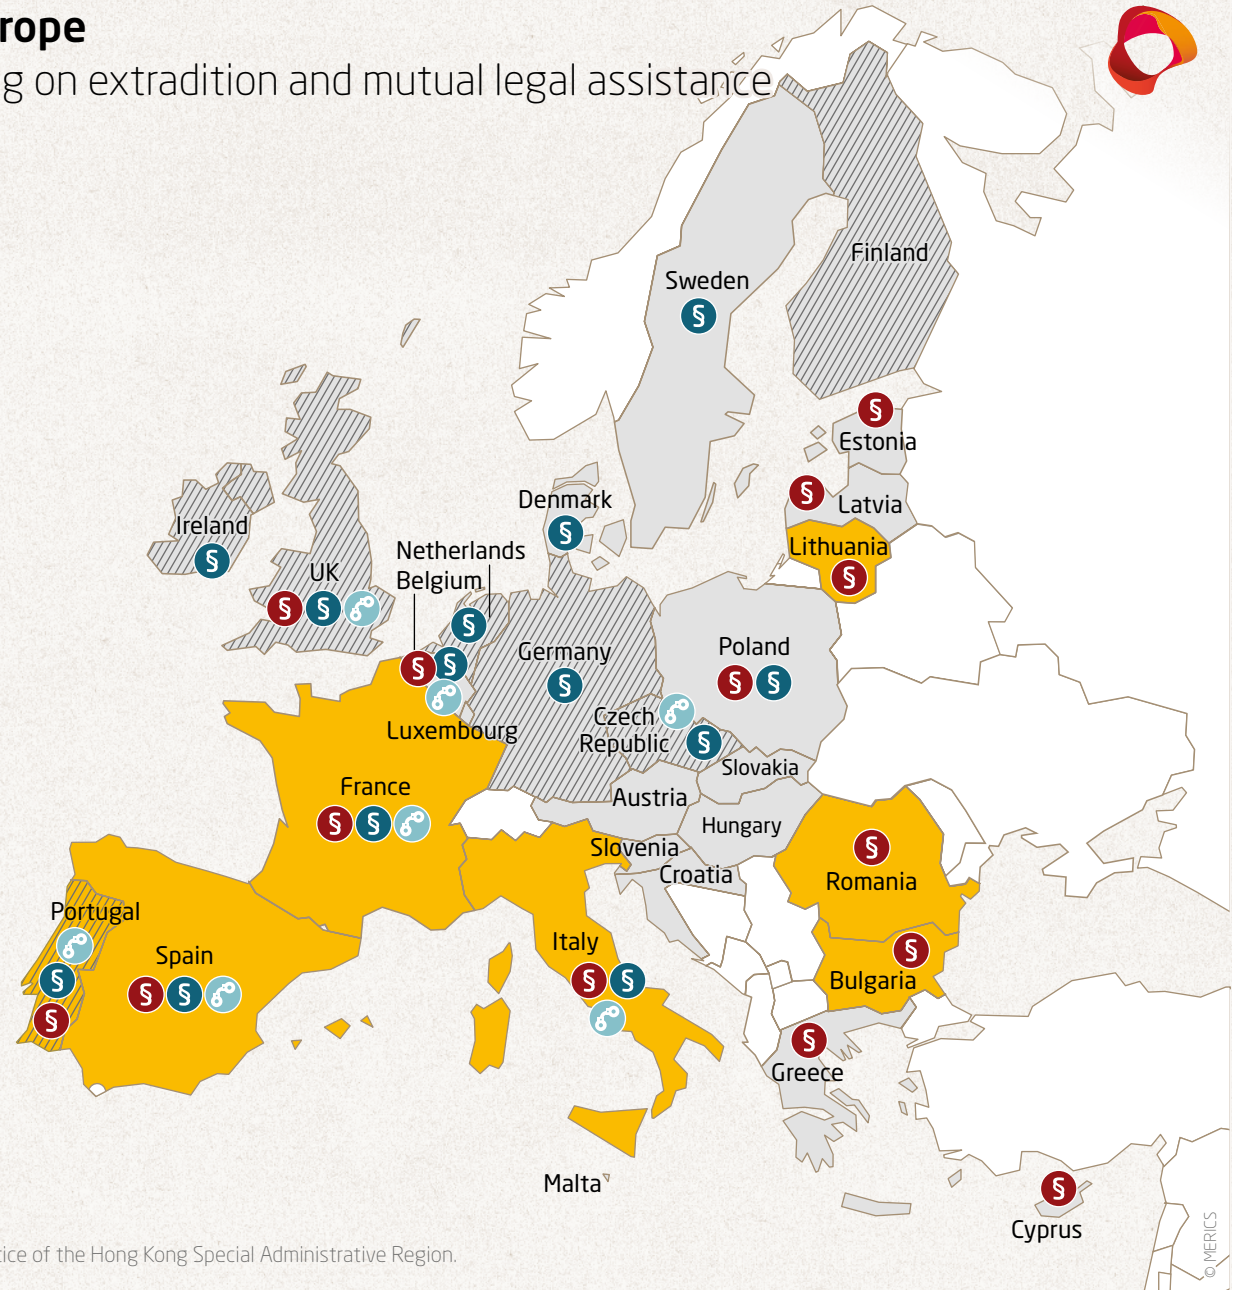 rope
g on extradition and mutual legal assistance
Finland
Sweden
§
§
Estonia
§
Latvia
Denmark
§
Ireland
§
Lithuania
§
Netherlands
Belgium
UK
§ §
§
Germany
§
Poland
§ §
§ §
Luxembourg
Czech
Republic
§
Slovakia
France
§ §
Austria
Hungary
Slovenia
Croatia
§
Romania
Portugal
§
§
Spain
§ §
Italy
§ §
§
Bulgaria
§
Greece
Malta
§
Cyprus
tice of the Hong Kong Special Administrative Region.
© MERICS